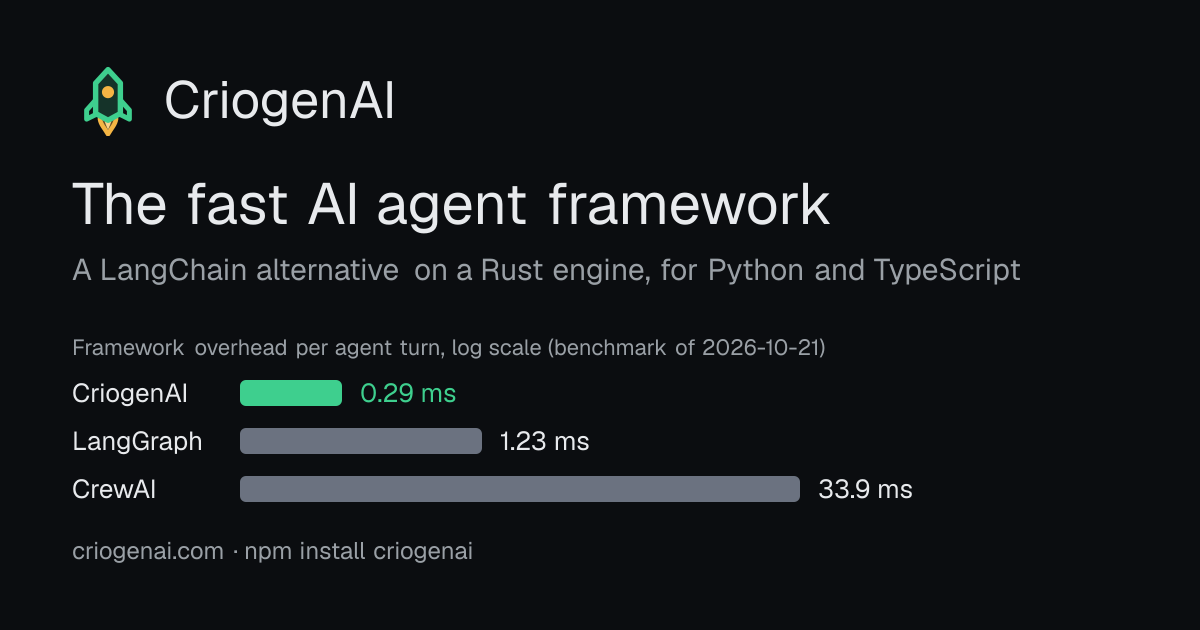 CriogenAI
The fast AI agent framework
A LangChain alternative on a Rust engine, for Python and TypeScript
Framework overhead per agent turn, log scale (benchmark of 2026-10-21)
CriogenAI 0.29 ms
LangGraph 1.23 ms
CrewAI 33.9 ms
criogenai.com · npm install criogenai